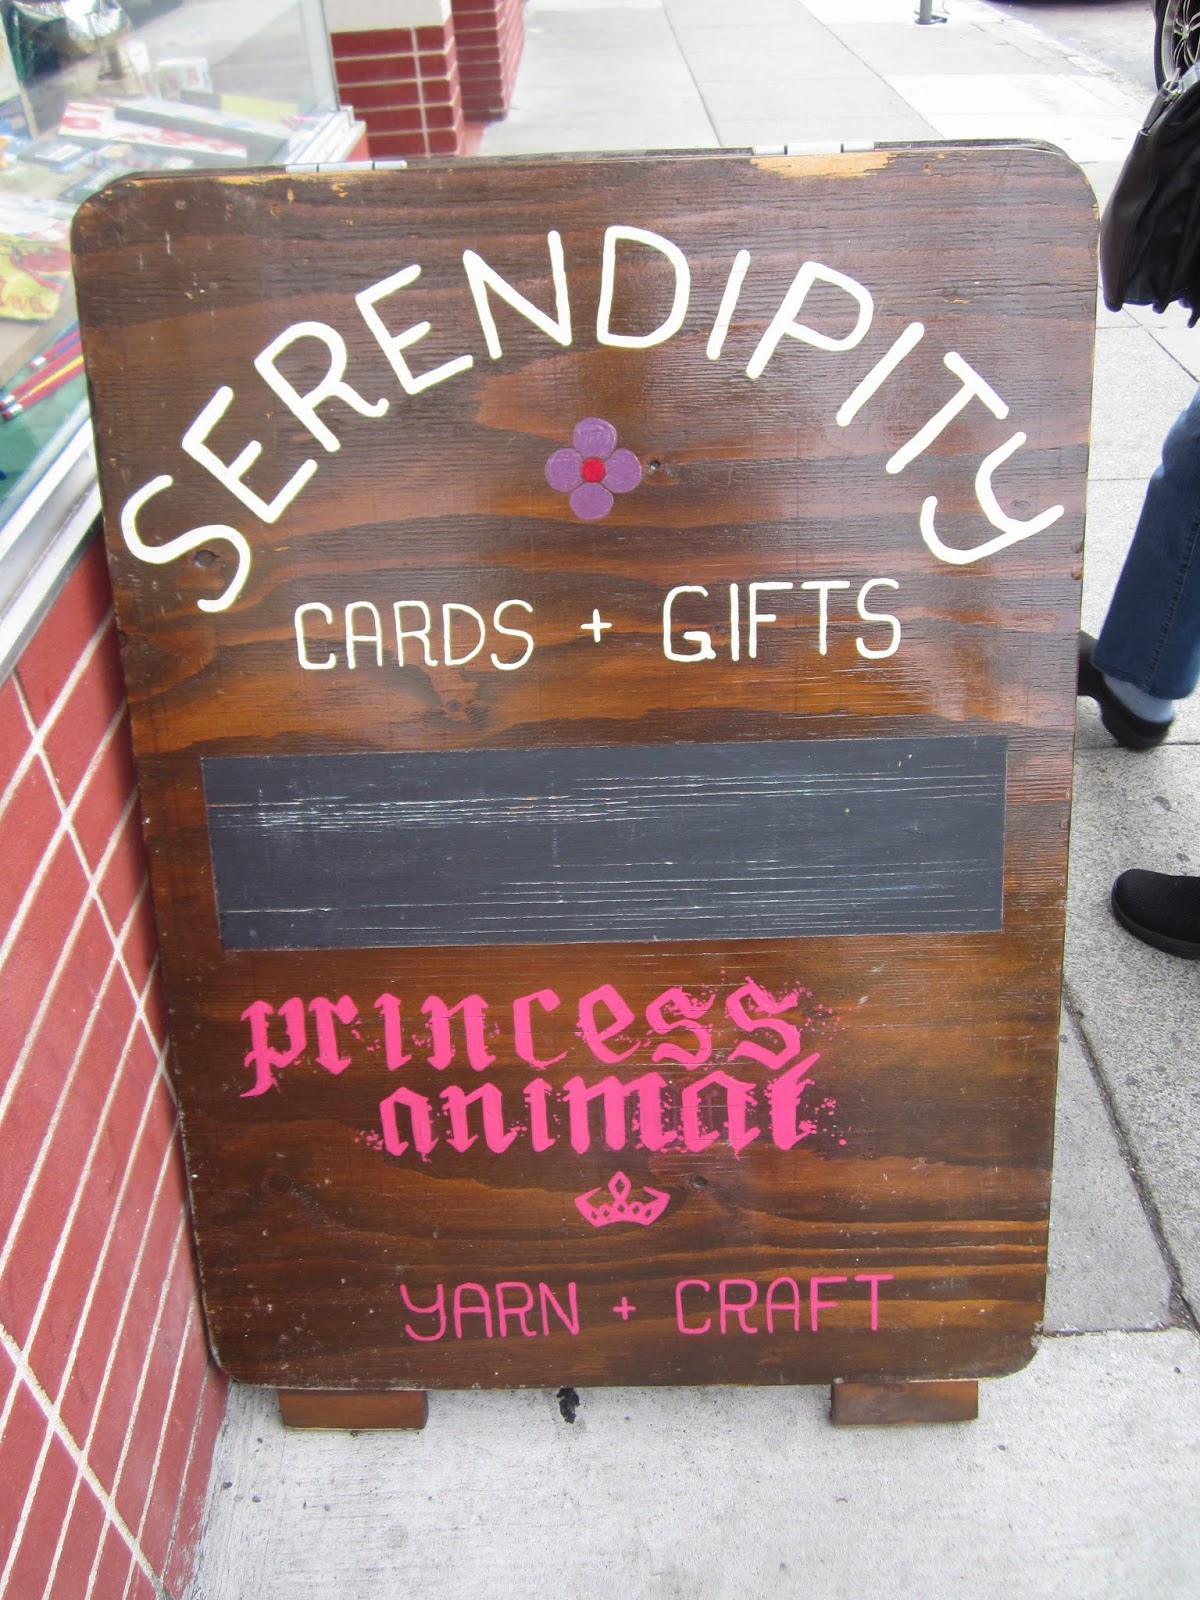 SERENDIPITY
CARDS + GIFTS
princess
animal
YARN + CRAFT